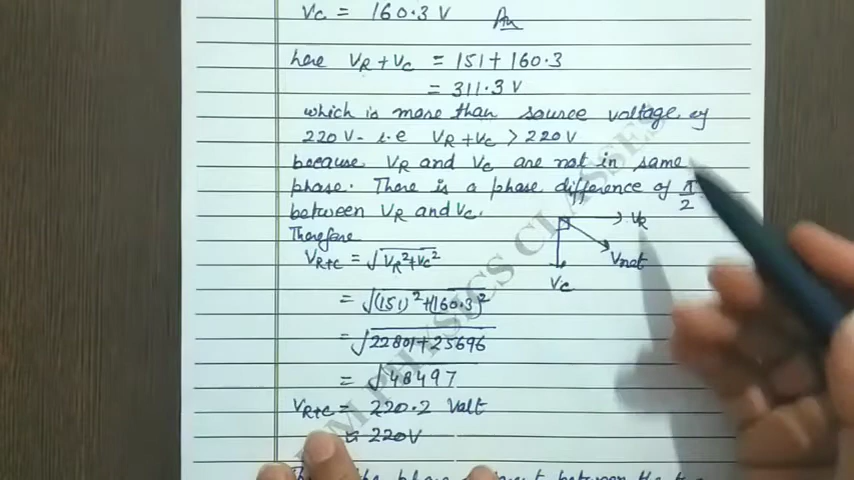 VC = 160.3 V Ans
here VR + VC = 151 + 160.3
= 311.3 V
which is more than source voltage of
220 V. i.e VR + VC > 220 V
because VR and VC are not in same
phase. There is a phase difference of π/2
between VR and VC.
VR
Therefore
VR+C = √VR²+VC²
Vnet
VC
= √(151)²+(160.3)²
= √22801+25696
= √48497
VR+C = 220.2 Volt
≈ 220V
PHYSICS CLASSES